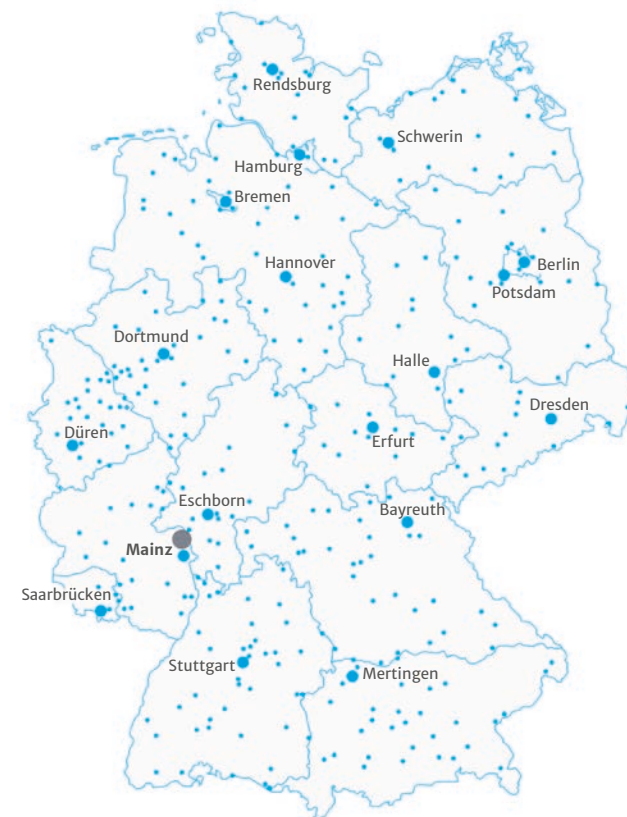 Rendsburg
Schwerin
Hamburg
Bremen
Hannover
Berlin
Potsdam
Dortmund
Halle
Dresden
Düren
Erfurt
Eschborn
Bayreuth
Mainz
Saarbrücken
Stuttgart
Mertingen